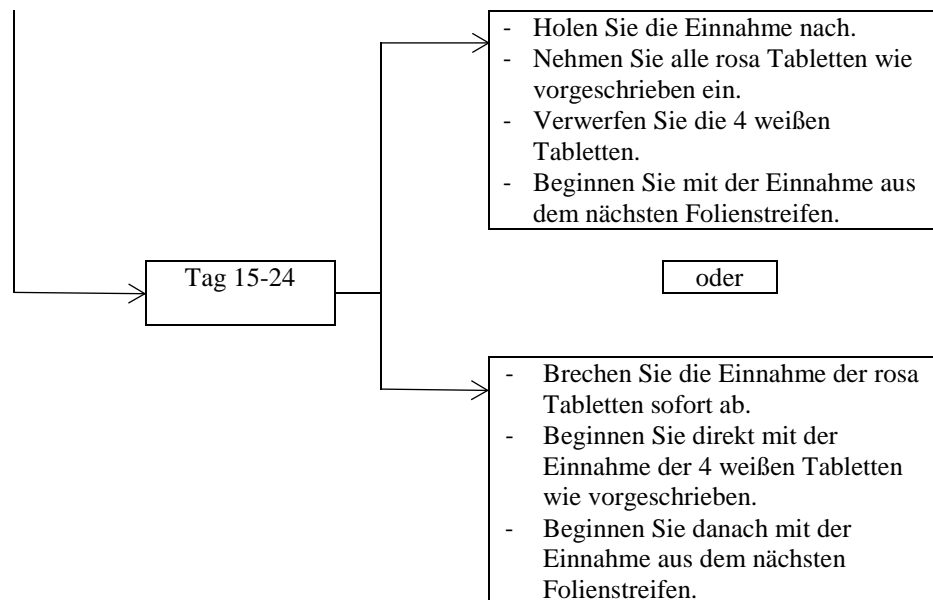 - Holen Sie die Einnahme nach.
- Nehmen Sie alle rosa Tabletten wie
vorgeschrieben ein.
- Verwerfen Sie die 4 weißen
Tabletten.
- Beginnen Sie mit der Einnahme aus
dem nächsten Folienstreifen.
Tag 15-24
oder
- Brechen Sie die Einnahme der rosa
Tabletten sofort ab.
- Beginnen Sie direkt mit der
Einnahme der 4 weißen Tabletten
wie vorgeschrieben.
- Beginnen Sie danach mit der
Einnahme aus dem nächsten
Folienstreifen.